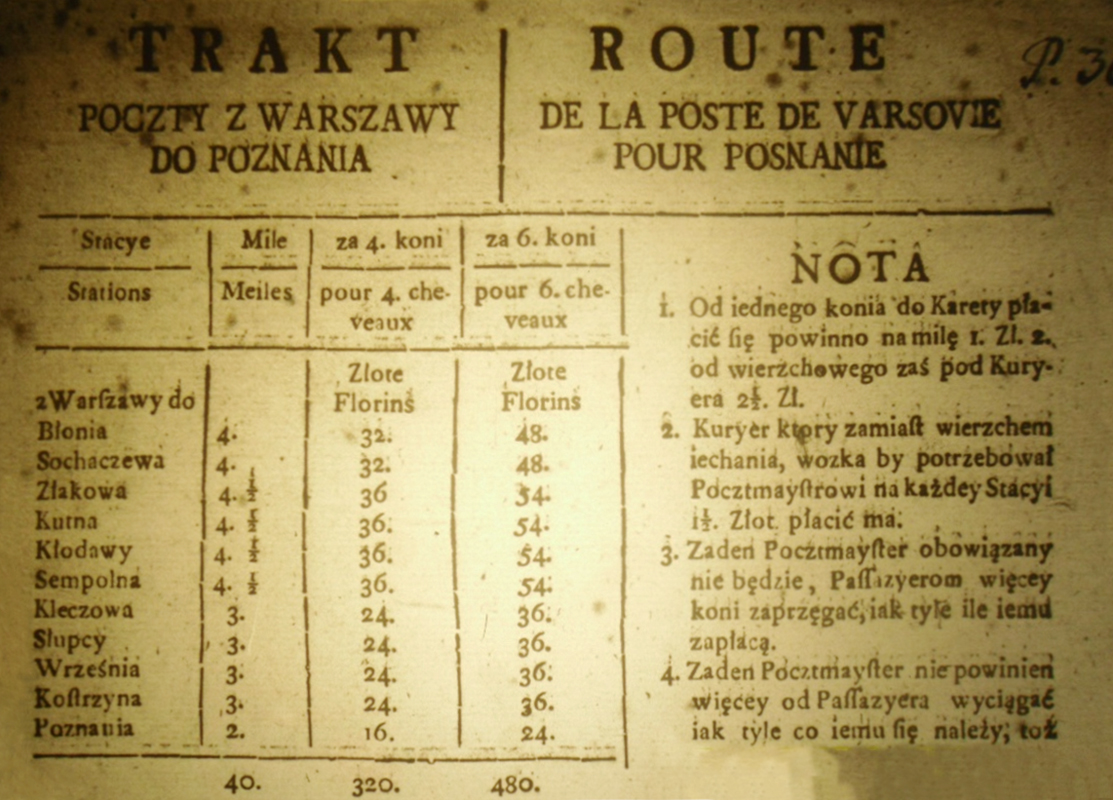 TRAKT
POCZTY Z WARSZAWY
DO POZNANIA
ROUTE
DE LA POSTE DE VARSOVIE
POUR POSNANIE
P. 3
Stacye Mile za 4. koni za 6. koni
Stations Meiles pour 4. che- pour 6. che-
veaux veaux
Złote Złote
zWarſzawy do Florins Florins
Błonia 4. 32. 48.
Sochaczewa 4. 32. 48.
Złakowa 4. ½ 36 54.
Kutna 4. ½ 36. 54.
Kłodawy 4. ½ 36. 54.
Sempolna 4. ½ 36. 54.
Kleczowa 3. 24. 36.
Słupcy 3. 24. 36.
Września 3. 24. 36.
Koſtrzyna 3. 24. 36.
Poznania 2. 16. 24.
40. 320. 480.
NOTA
1. Od iednego konia do Karety pła-
cić ſię powinno na milę 1. Zł. 2.
od wierzchowego zaś pod Kury-
era 2½. Zł.
2. Kuryer ktory zamiaſt wierzchem
iechania, wozka by potrzebował
Pocztmayſtrowi na każdey Stacyi
1½. Złot. płacić ma.
3. Zaden Pocztmayſter obowiązany
nie będzie, Paſſazyerom więcey
koni zaprzęgać, iak tyle ile iemu
zapłacą.
4. Zaden Pocztmayſter nie powinien
więcey od Paſſazyera wyciągać
iak tyle co iemu ſię należy; toż